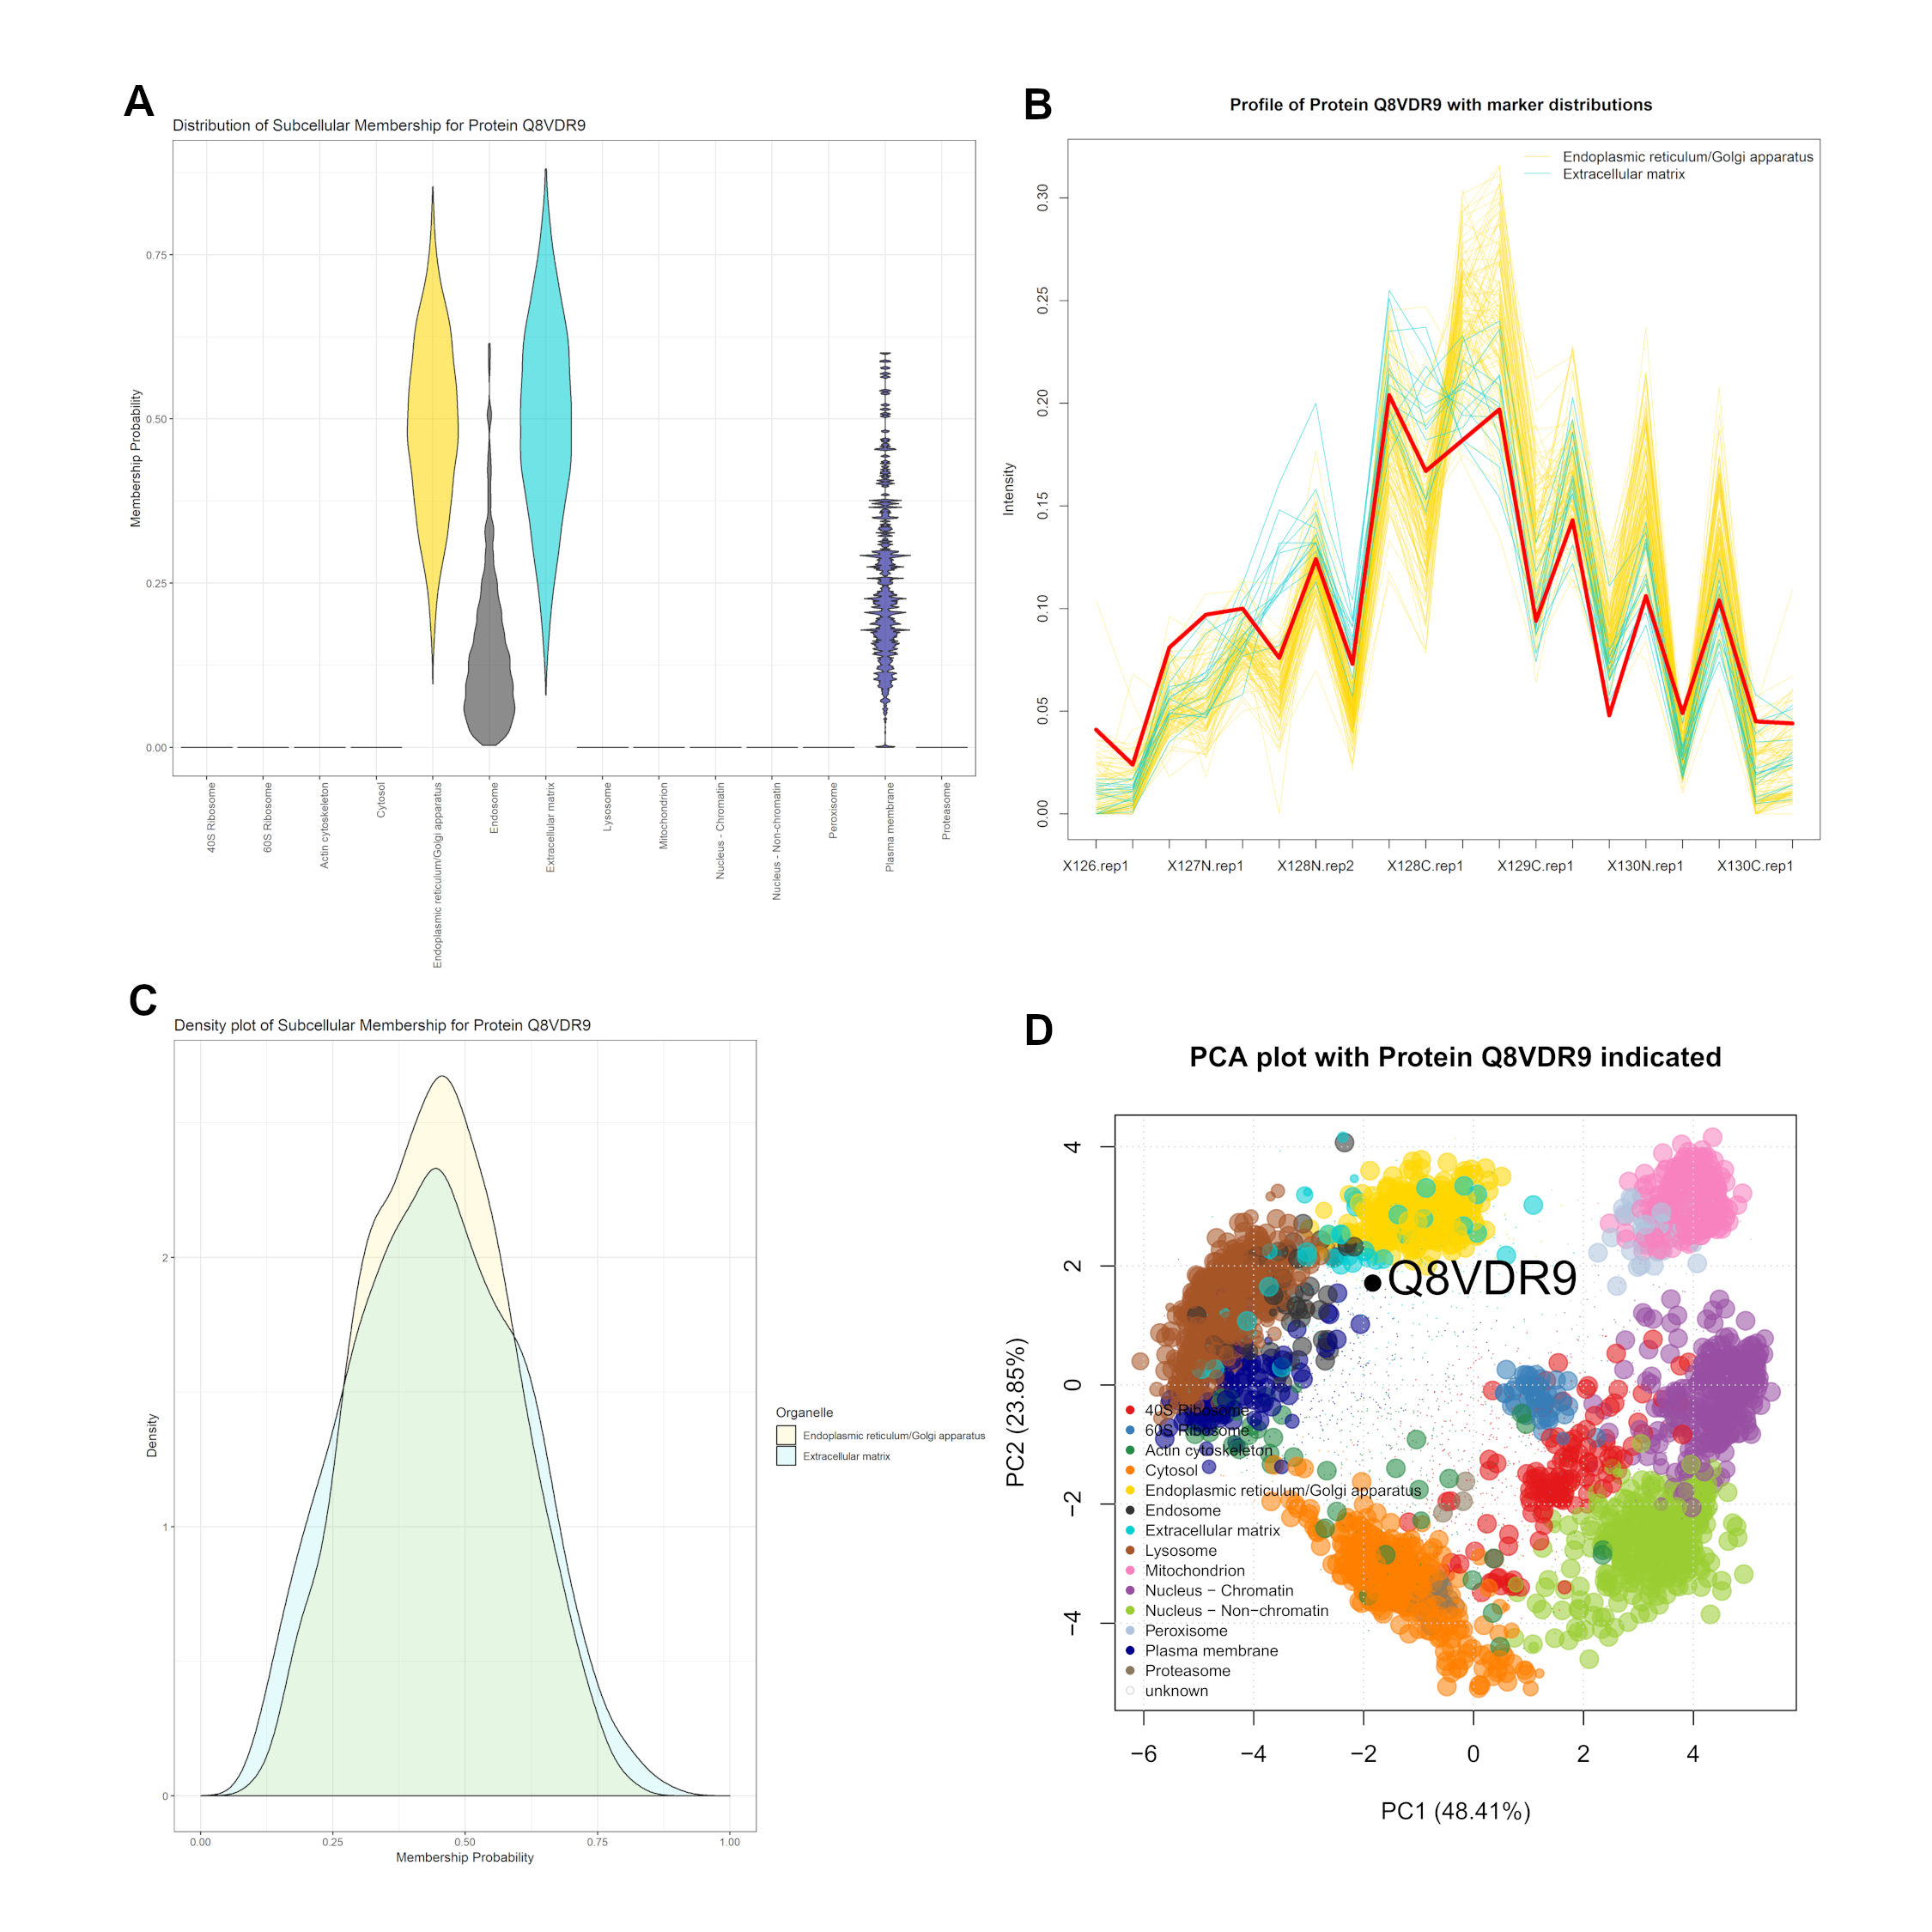 A
Distribution of Subcellular Membership for Protein Q8VDR9
Membership Probability
0.75
0.50
0.25
0.00
40S Ribosome
60S Ribosome
Actin cytoskeleton
Cytosol
Endoplasmic reticulum/Golgi apparatus
Endosome
Extracellular matrix
Lysosome
Mitochondrion
Nucleus - Chromatin
Nucleus - Non-chromatin
Peroxisome
Plasma membrane
Proteasome
B
Profile of Protein Q8VDR9 with marker distributions
Endoplasmic reticulum/Golgi apparatus
Extracellular matrix
Intensity
0.30
0.25
0.20
0.15
0.10
0.05
0.00
X126.rep1 X127N.rep1 X128N.rep2 X128C.rep1 X129C.rep1 X130N.rep1 X130C.rep1
C
Density plot of Subcellular Membership for Protein Q8VDR9
Density
2
1
0
0.00 0.25 0.50 0.75 1.00
Membership Probability
Organelle
Endoplasmic reticulum/Golgi apparatus
Extracellular matrix
D
PCA plot with Protein Q8VDR9 indicated
PC2 (23.85%)
4
2
0
−2
−4
Q8VDR9
40S Ribosome
60S Ribosome
Actin cytoskeleton
Cytosol
Endoplasmic reticulum/Golgi apparatus
Endosome
Extracellular matrix
Lysosome
Mitochondrion
Nucleus − Chromatin
Nucleus − Non−chromatin
Peroxisome
Plasma membrane
Proteasome
unknown
−6 −4 −2 0 2 4
PC1 (48.41%)